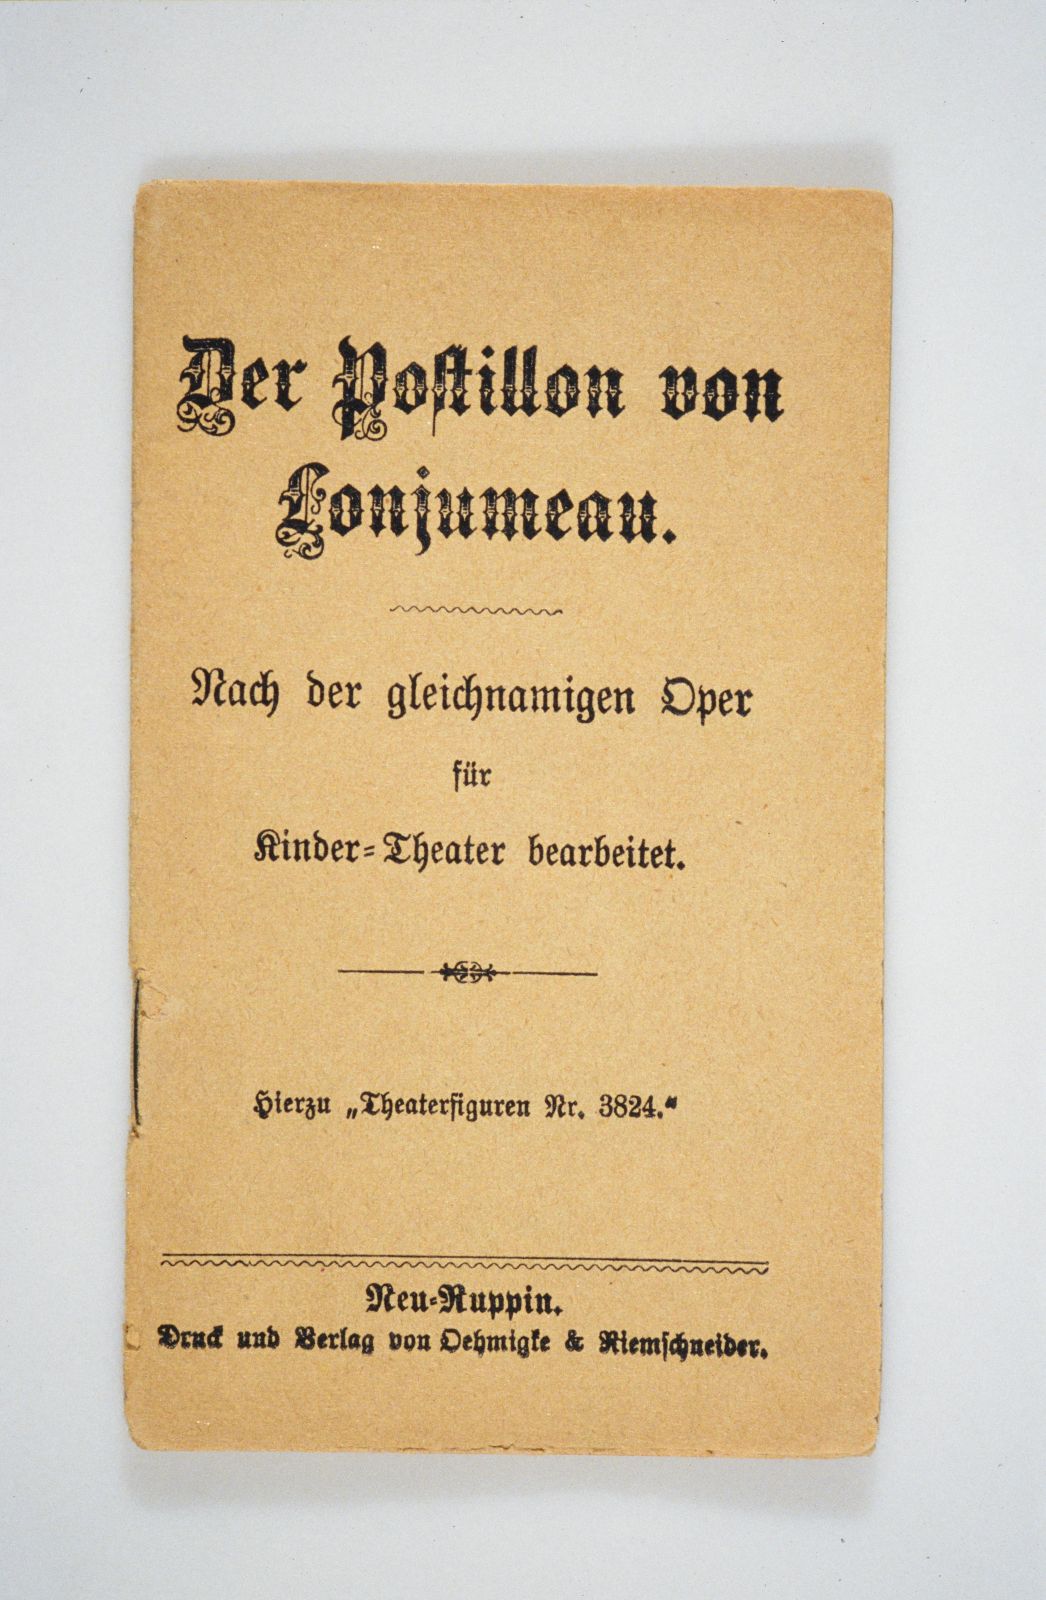 Der Postillon von
Lonjumeau.
Nach der gleichnamigen Oper
für
Kinder-Theater bearbeitet.
Hierzu „Theaterfiguren Nr. 3824.“
Neu-Ruppin.
Druck und Verlag von Oehmigke & Riemschneider.